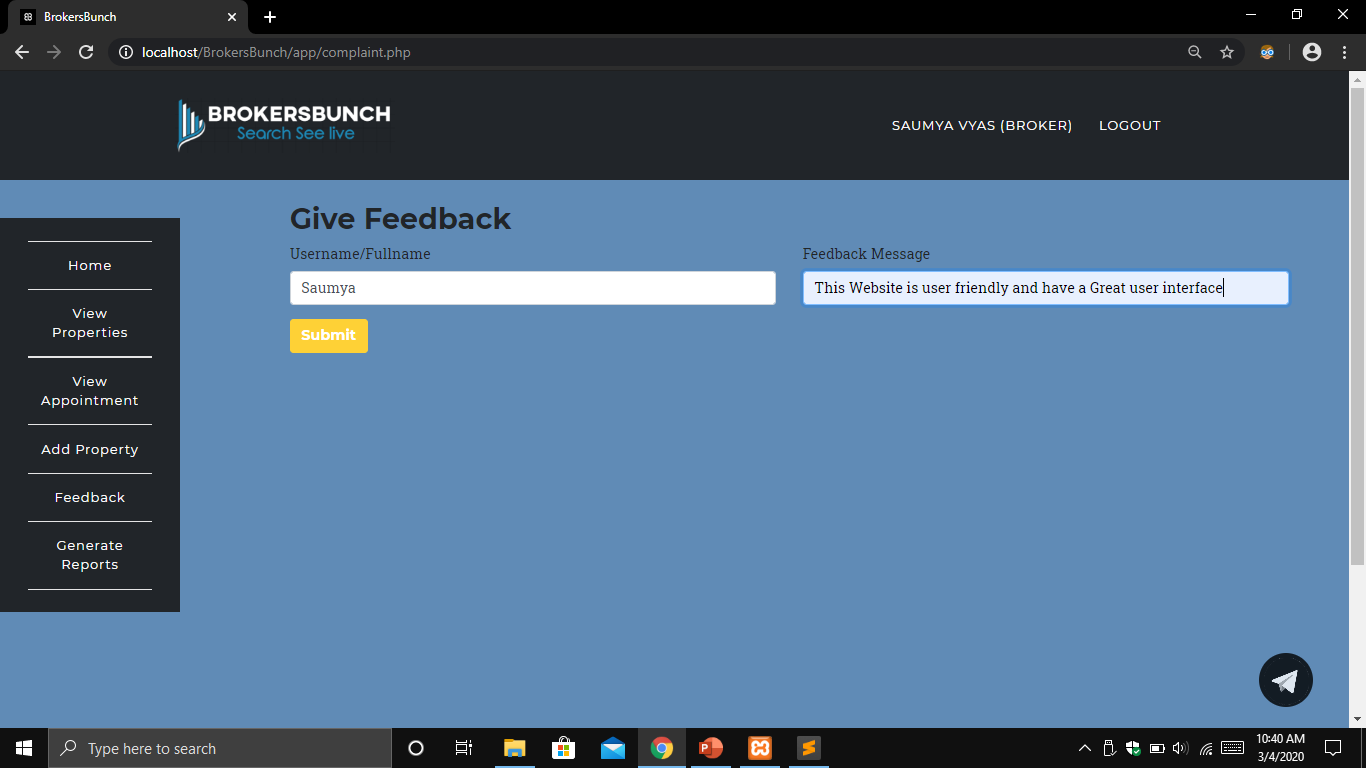 BrokersBunch
localhost/BrokersBunch/app/complaint.php
BROKERSBUNCH
Search See live
SAUMYA VYAS (BROKER)
LOGOUT
Home
View
Properties
View
Appointment
Add Property
Feedback
Generate
Reports
Give Feedback
Username/Fullname
Saumya
Feedback Message
This Website is user friendly and have a Great user interface
Submit
Type here to search
10:40 AM
3/4/2020